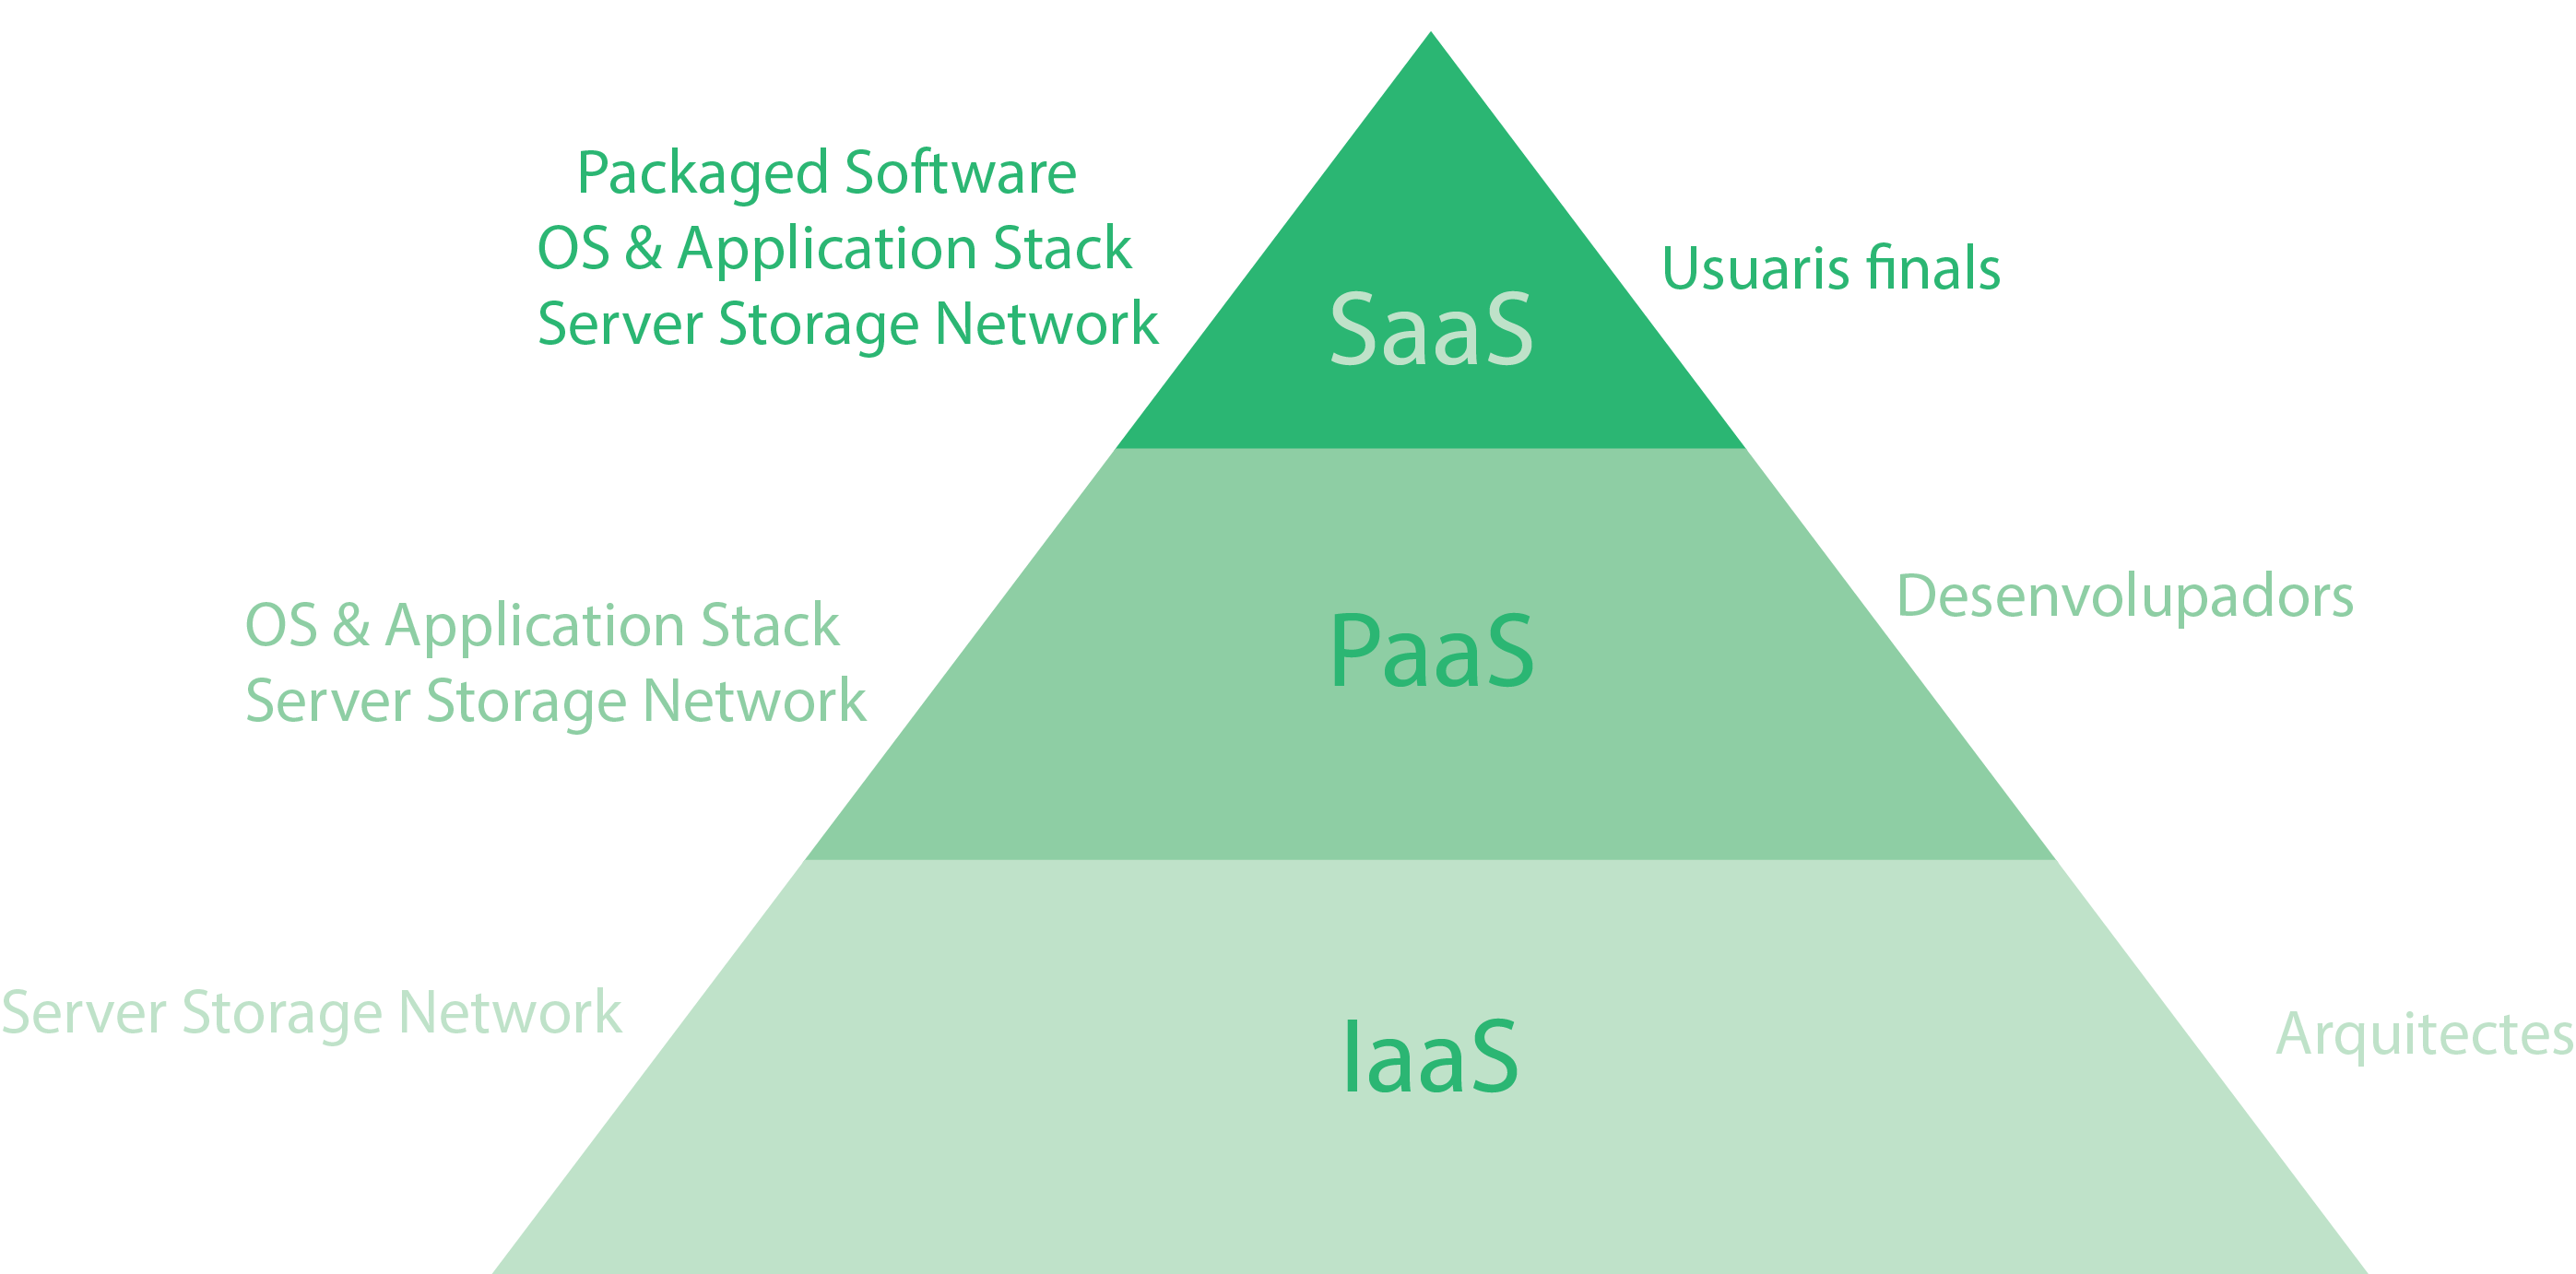 Packaged Software
OS & Application Stack
Server Storage Network
SaaS
Usuaris finals
OS & Application Stack
Server Storage Network
PaaS
Desenvolupadors
Server Storage Network
IaaS
Arquitectes